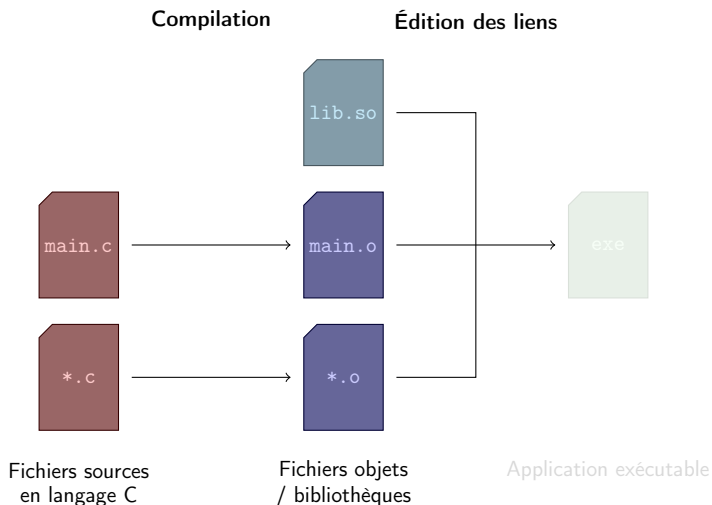 Compilation
Édition des liens
lib.so
main.c
main.o
exe
*.c
*.o
Fichiers sources
en langage C
Fichiers objets
/ bibliothèques
Application exécutable